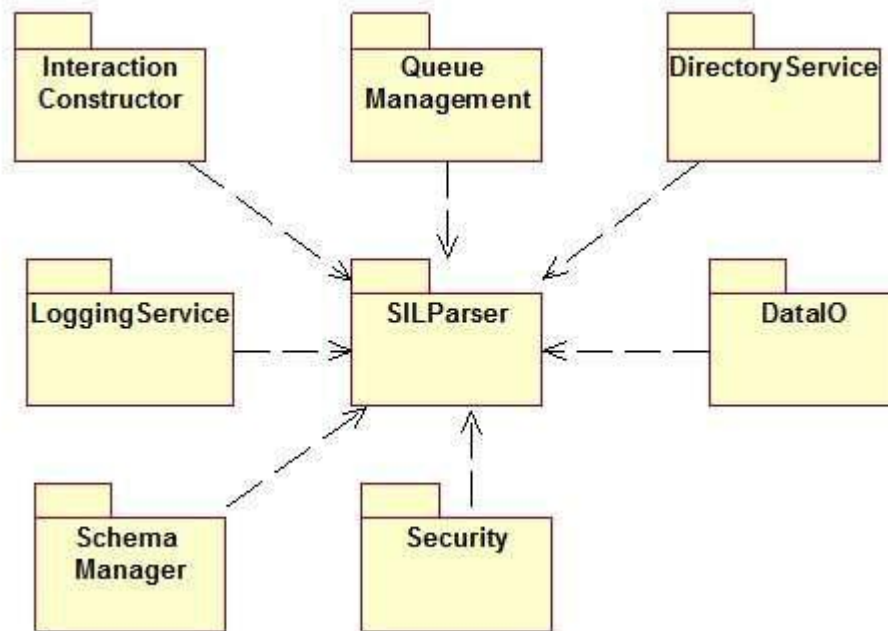 Interaction
Constructor
Queue
Management
DirectoryService
LoggingService
SILParser
DataIO
Schema
Manager
Security